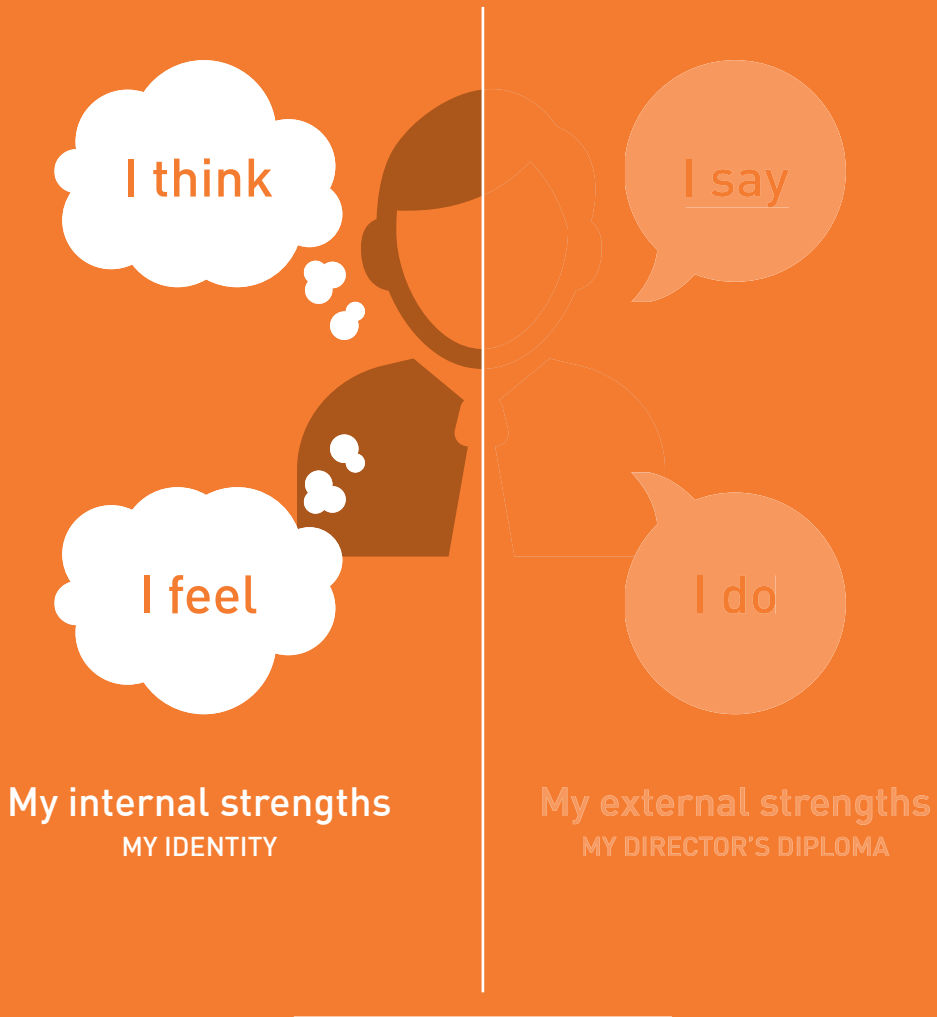 I think
I say
I feel
I do
My internal strengths
MY IDENTITY
My external strengths
MY DIRECTOR'S DIPLOMA